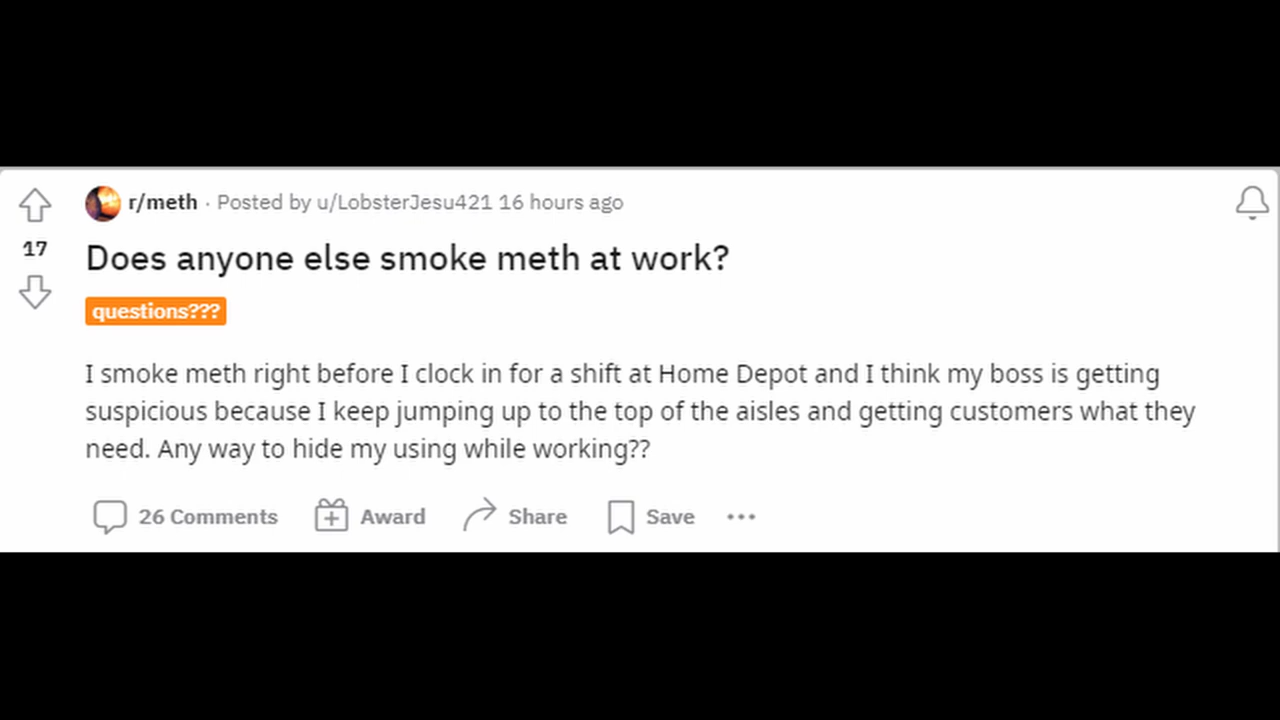 r/meth · Posted by u/LobsterJesu421 16 hours ago
17
Does anyone else smoke meth at work?
questions???
I smoke meth right before I clock in for a shift at Home Depot and I think my boss is getting
suspicious because I keep jumping up to the top of the aisles and getting customers what they
need. Any way to hide my using while working??
26 Comments Award Share Save